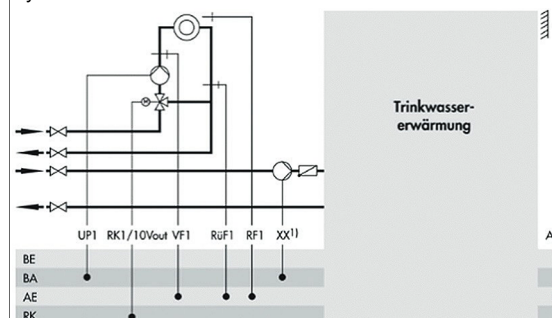 Trinkwasser-
erwärmung
UP1 RK1/10Vout VF1 RüF1 RF1 XX1)
BE
BA
AE
RK